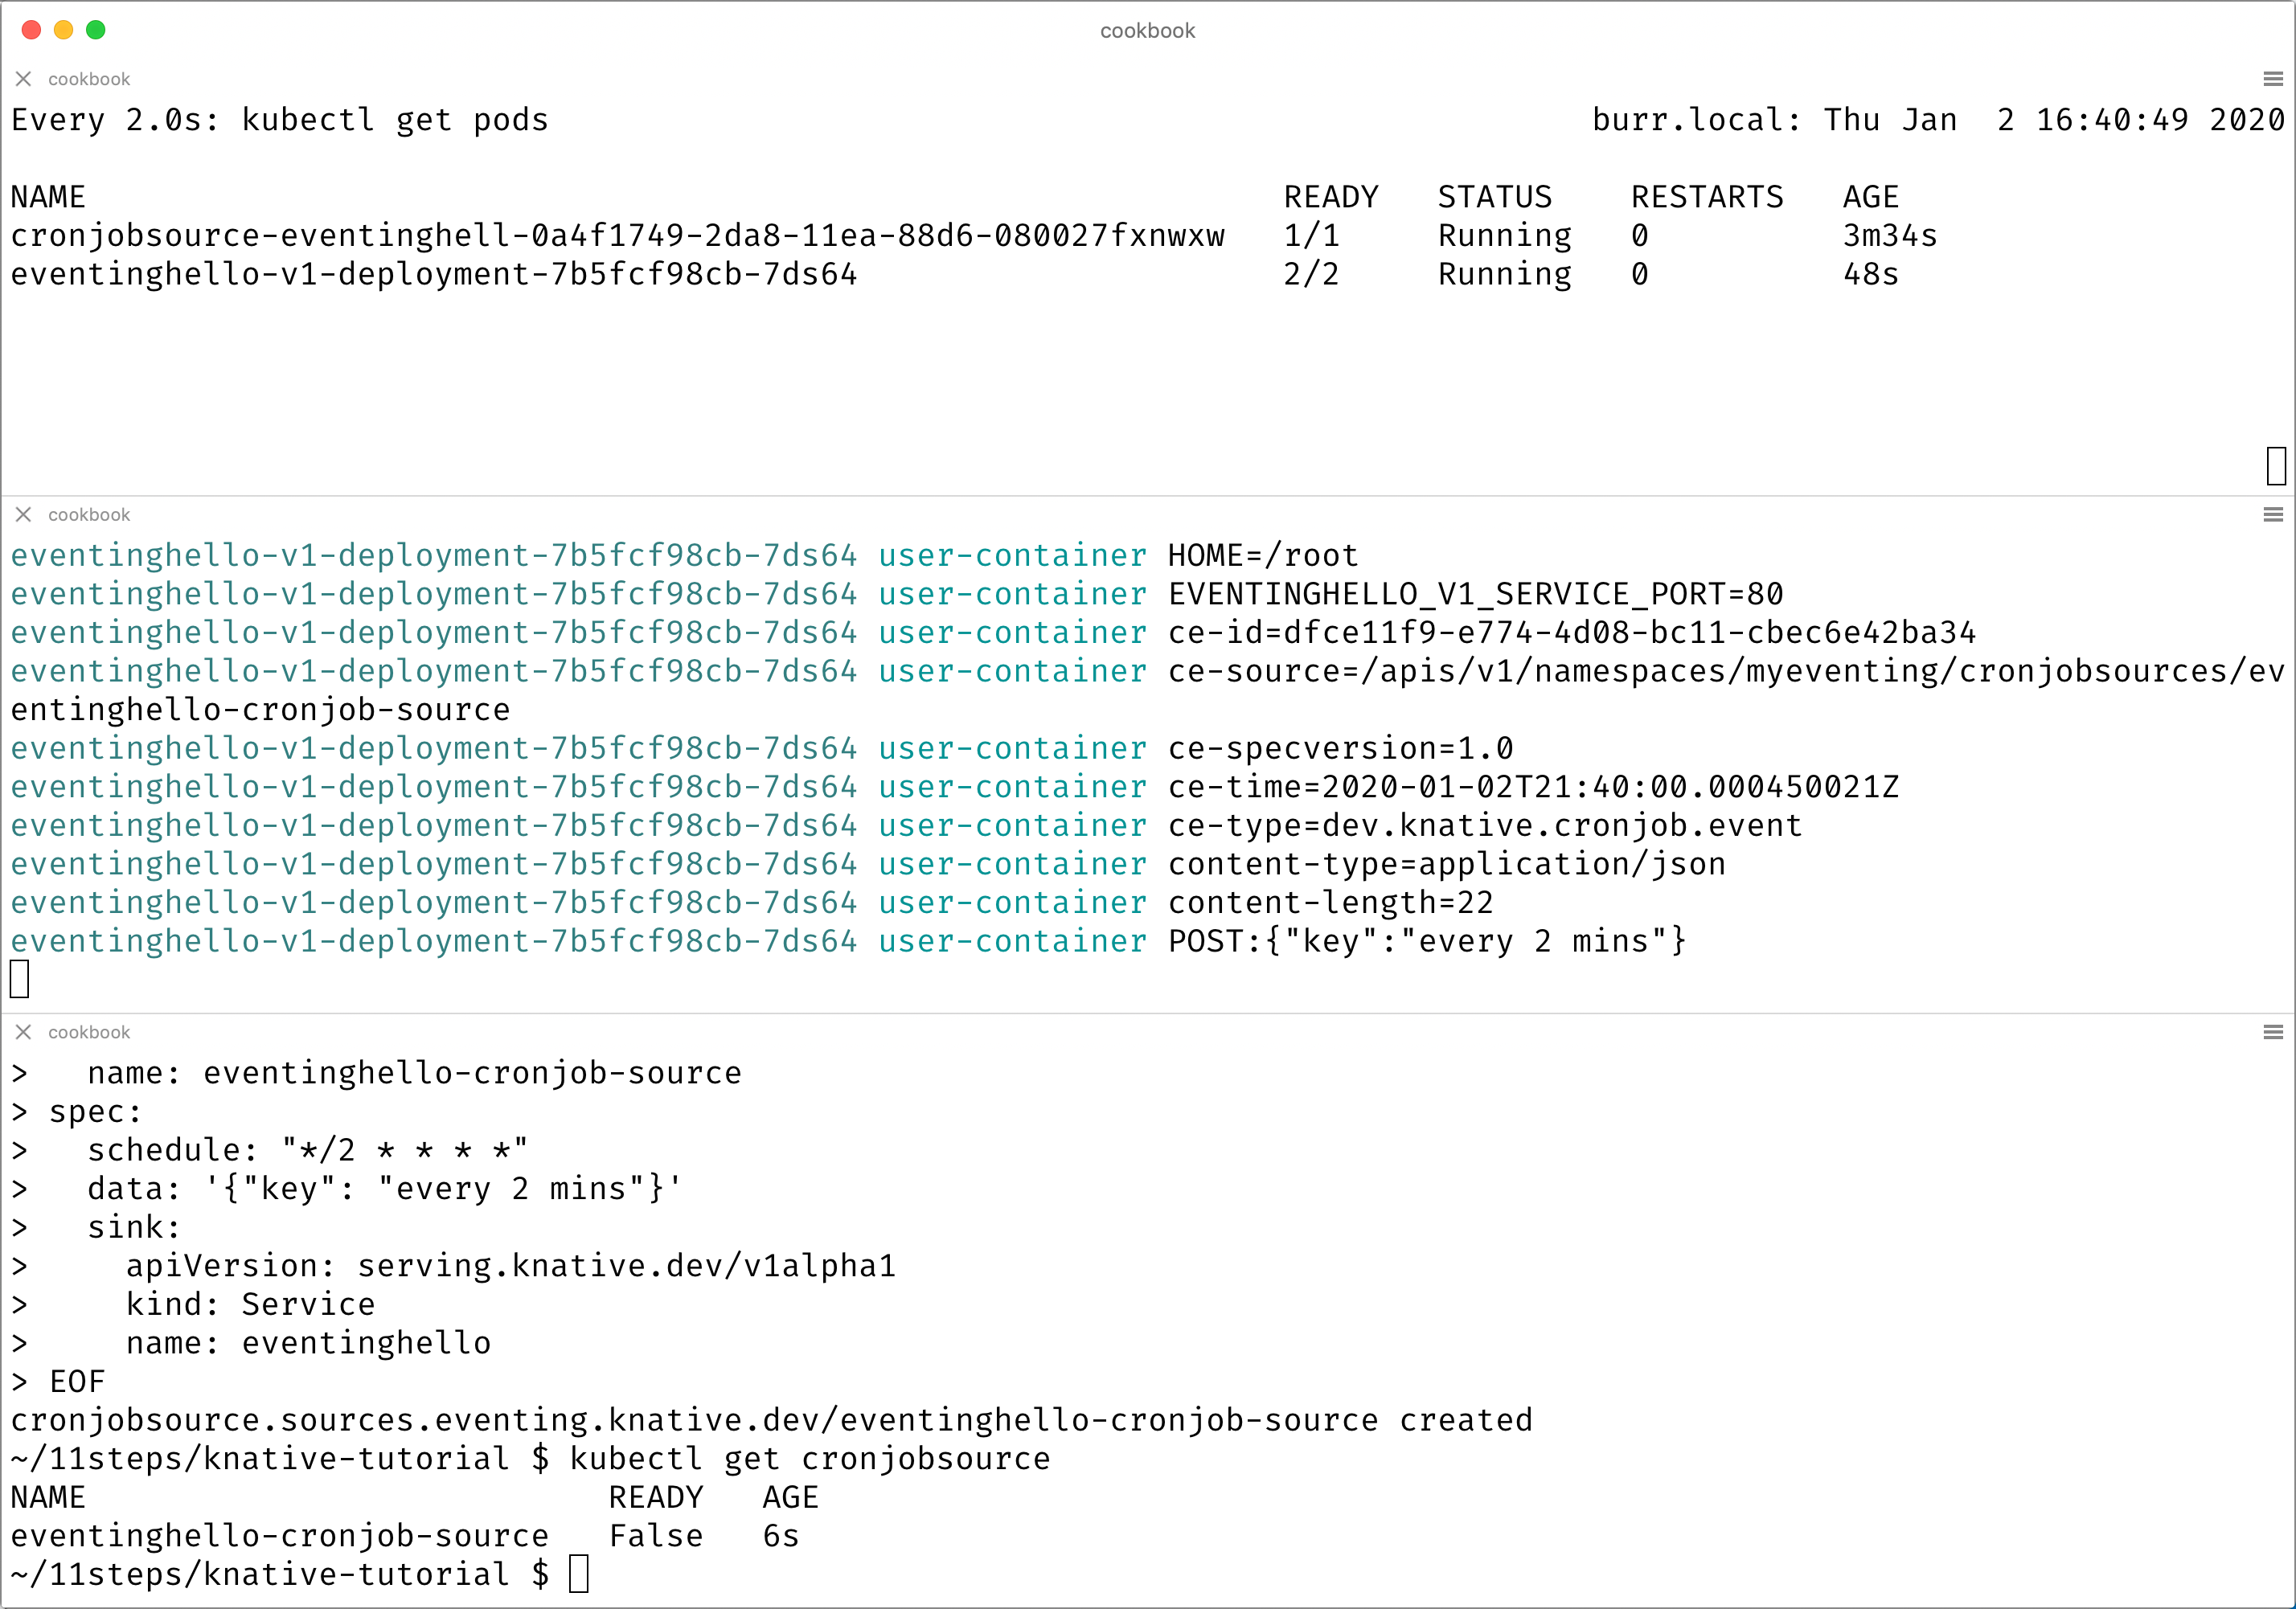 cookbook
cookbook
Every 2.0s: kubectl get pods burr.local: Thu Jan  2 16:40:49 2020
NAME READY STATUS RESTARTS AGE
cronjobsource-eventinghell-0a4f1749-2da8-11ea-88d6-080027fxnwxw 1/1 Running 0 3m34s
eventinghello-v1-deployment-7b5fcf98cb-7ds64 2/2 Running 0 48s
cookbook
eventinghello-v1-deployment-7b5fcf98cb-7ds64 user-container HOME=/root
eventinghello-v1-deployment-7b5fcf98cb-7ds64 user-container EVENTINGHELLO_V1_SERVICE_PORT=80
eventinghello-v1-deployment-7b5fcf98cb-7ds64 user-container ce-id=dfce11f9-e774-4d08-bc11-cbec6e42ba34
eventinghello-v1-deployment-7b5fcf98cb-7ds64 user-container ce-source=/apis/v1/namespaces/myeventing/cronjobsources/ev
entinghello-cronjob-source
eventinghello-v1-deployment-7b5fcf98cb-7ds64 user-container ce-specversion=1.0
eventinghello-v1-deployment-7b5fcf98cb-7ds64 user-container ce-time=2020-01-02T21:40:00.000450021Z
eventinghello-v1-deployment-7b5fcf98cb-7ds64 user-container ce-type=dev.knative.cronjob.event
eventinghello-v1-deployment-7b5fcf98cb-7ds64 user-container content-type=application/json
eventinghello-v1-deployment-7b5fcf98cb-7ds64 user-container content-length=22
eventinghello-v1-deployment-7b5fcf98cb-7ds64 user-container POST:{"key":"every 2 mins"}
cookbook
>   name: eventinghello-cronjob-source
> spec:
>   schedule: "*/2 * * * *"
>   data: '{"key": "every 2 mins"}'
>   sink:
>     apiVersion: serving.knative.dev/v1alpha1
>     kind: Service
>     name: eventinghello
> EOF
cronjobsource.sources.eventing.knative.dev/eventinghello-cronjob-source created
~/11steps/knative-tutorial $ kubectl get cronjobsource
NAME READY AGE
eventinghello-cronjob-source False 6s
~/11steps/knative-tutorial $